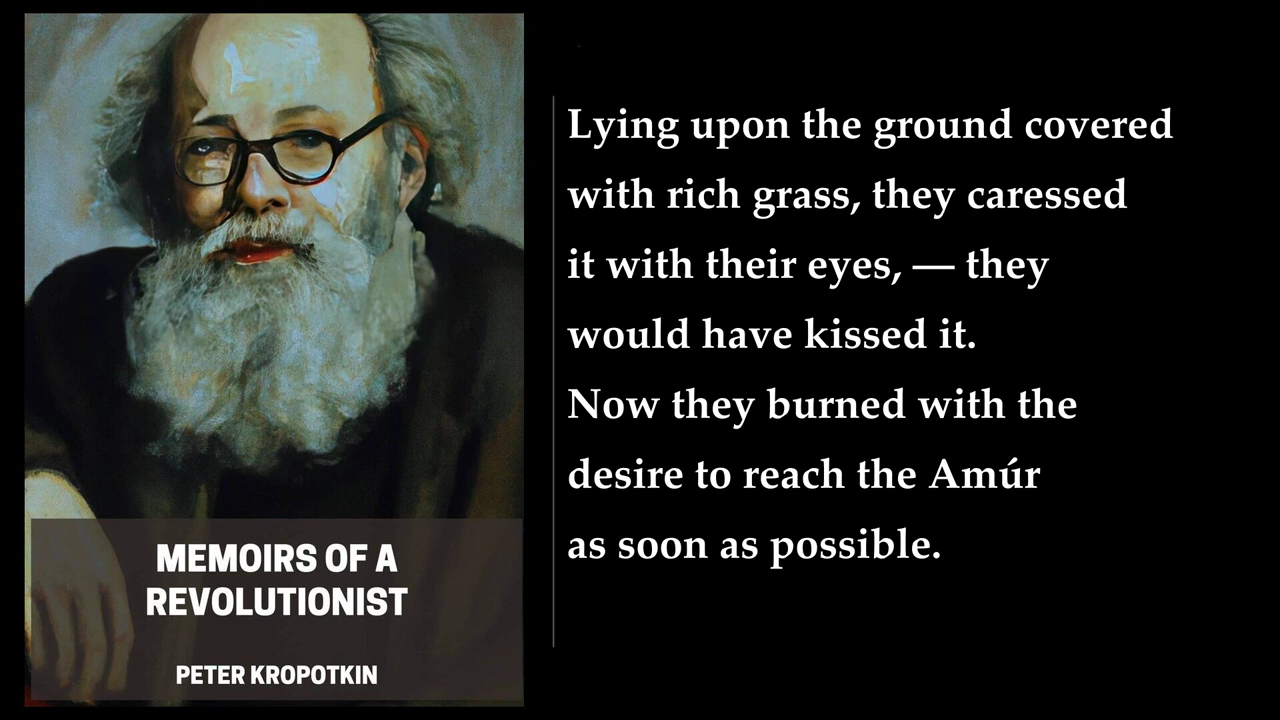 MEMOIRS OF A
REVOLUTIONIST
PETER KROPOTKIN
Lying upon the ground covered
with rich grass, they caressed
it with their eyes, — they
would have kissed it.
Now they burned with the
desire to reach the Amúr
as soon as possible.